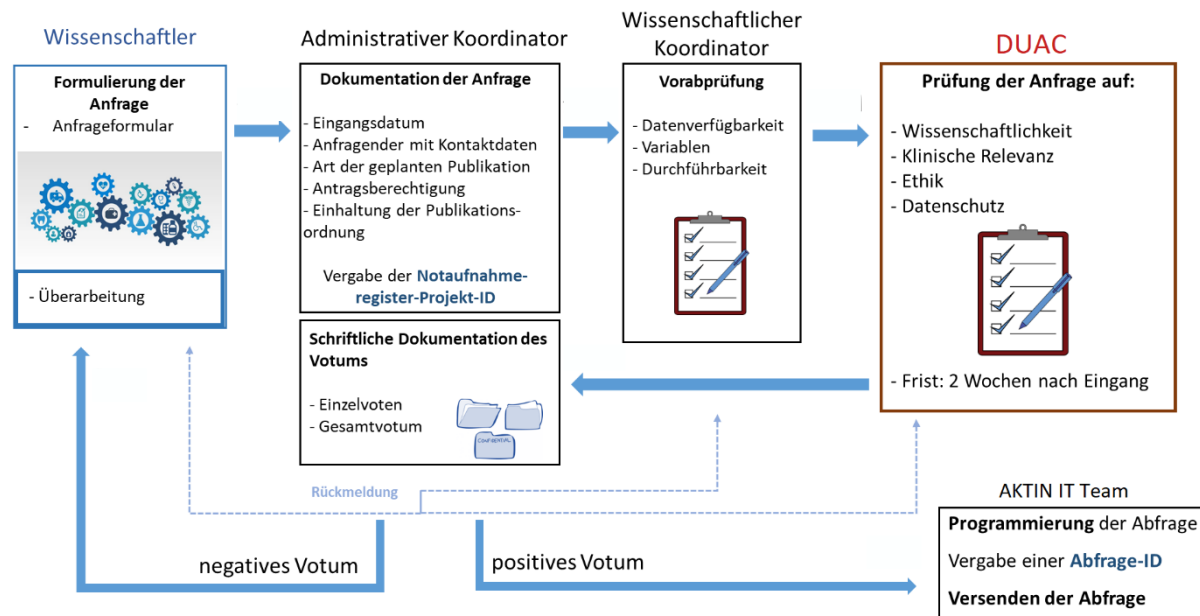 Wissenschaftler
Formulierung der
Anfrage
- Anfrageformular
- Überarbeitung
Administrativer Koordinator
Dokumentation der Anfrage
- Eingangsdatum
- Anfragender mit Kontaktdaten
- Art der geplanten Publikation
- Antragsberechtigung
- Einhaltung der Publikations-
ordnung
Vergabe der Notaufnahme-
register-Projekt-ID
Schriftliche Dokumentation des
Votums
- Einzelvoten
- Gesamtvotum
CONFIDENTIAL
Wissenschaftlicher
Koordinator
Vorabprüfung
- Datenverfügbarkeit
- Variablen
- Durchführbarkeit
DUAC
Prüfung der Anfrage auf:
- Wissenschaftlichkeit
- Klinische Relevanz
- Ethik
- Datenschutz
- Frist: 2 Wochen nach Eingang
Rückmeldung
negatives Votum
positives Votum
AKTIN IT Team
Programmierung der Abfrage
Vergabe einer Abfrage-ID
Versenden der Abfrage